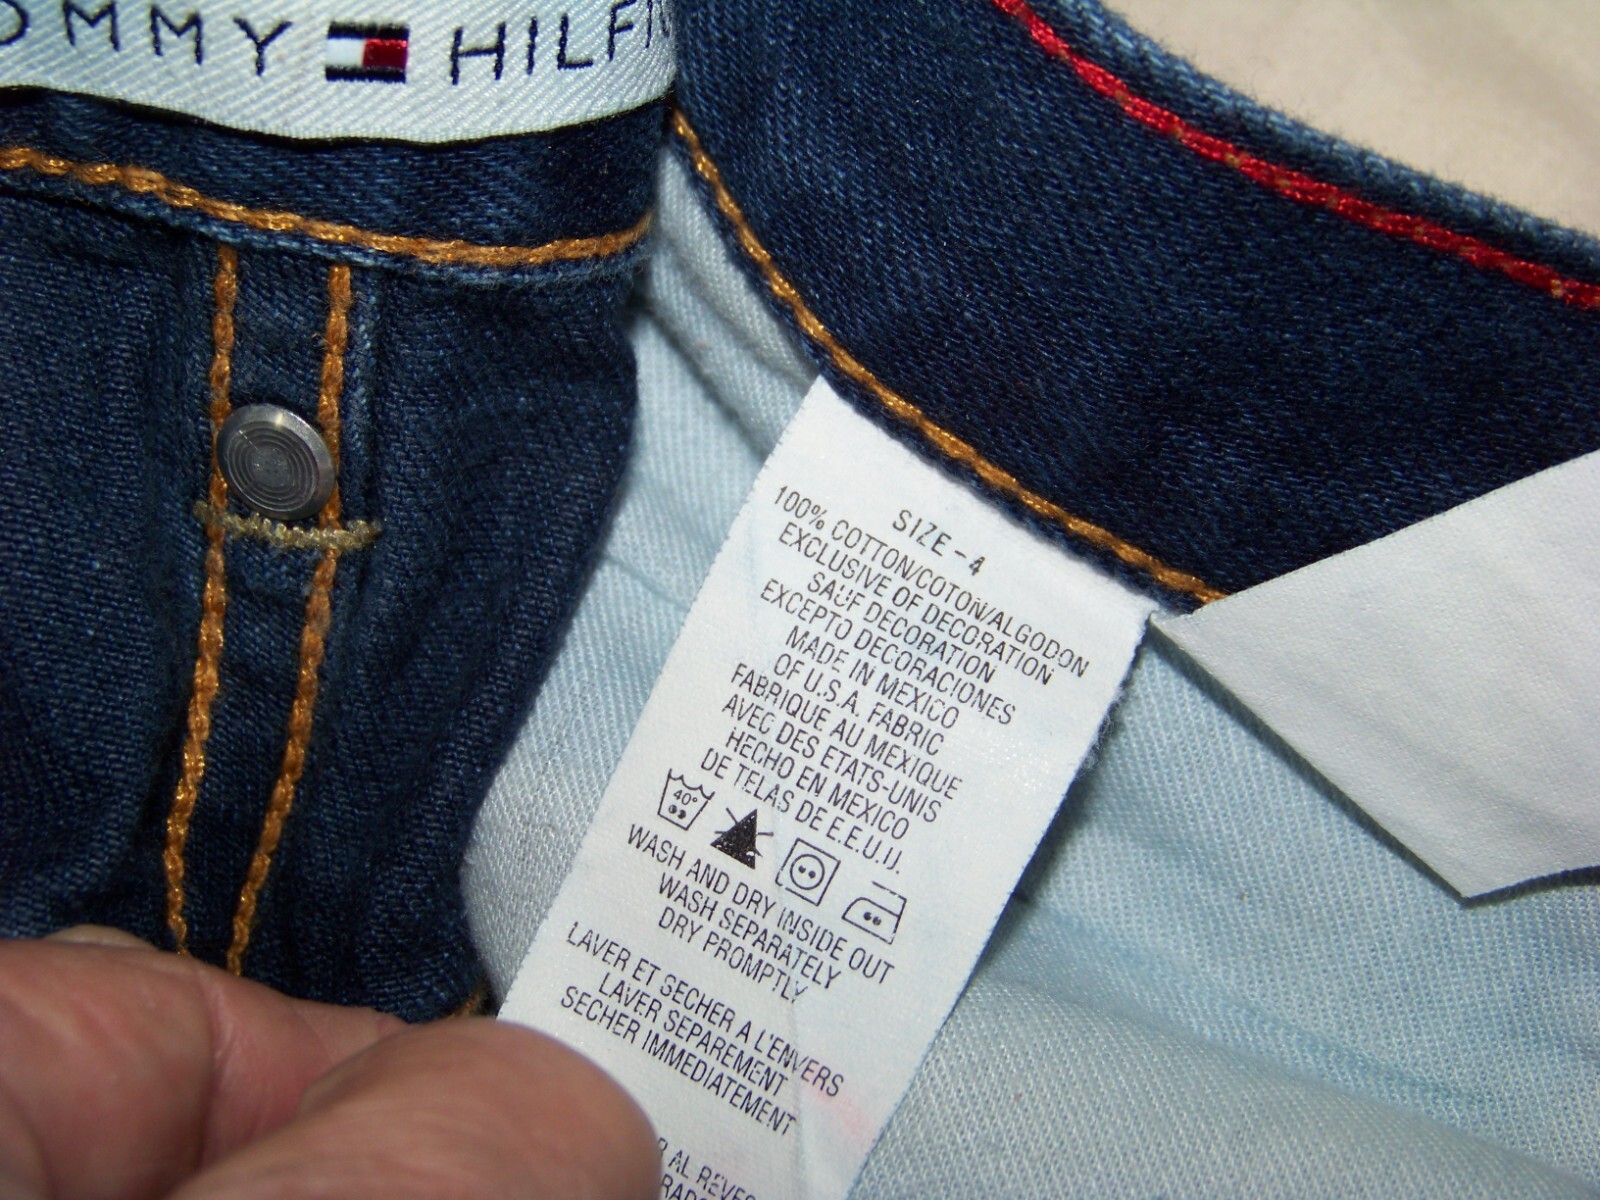 OMMY HILFI
SIZE - 4
100% COTTON/COTON/ALGODON
EXCLUSIVE OF DECORATION
SAUF DECORATION
EXCEPTO DECORACIONES
MADE IN MEXICO
OF U.S.A. FABRIC
FABRIQUE AU MEXIQUE
AVEC DES ETATS-UNIS
HECHO EN MEXICO
DE TELAS DE E.E.U.U.
40°
WASH AND DRY INSIDE OUT
WASH SEPARATELY
DRY PROMPTLY
LAVER ET SECHER A L'ENVERS
LAVER SEPAREMENT
SECHER IMMEDIATEMENT
AL REVES